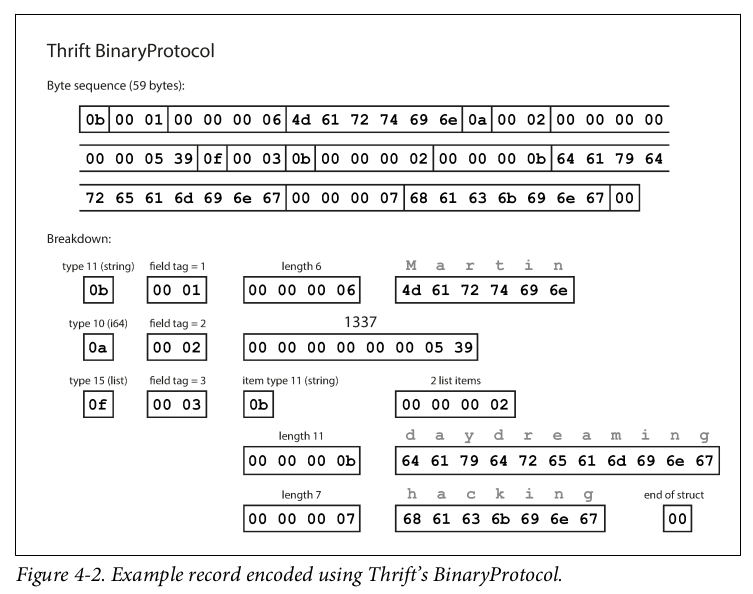 Thrift BinaryProtocol
Byte sequence (59 bytes):
0b 00 01 00 00 00 06 4d 61 72 74 69 6e 0a 00 02 00 00 00 00
00 00 05 39 0f 00 03 0b 00 00 00 02 00 00 00 0b 64 61 79 64
72 65 61 6d 69 6e 67 00 00 00 07 68 61 63 6b 69 6e 67 00
Breakdown:
type 11 (string) field tag = 1 length 6 M a r t i n
0b 00 01 00 00 00 06 4d 61 72 74 69 6e
type 10 (i64) field tag = 2 1337
0a 00 02 00 00 00 00 00 00 05 39
type 15 (list) field tag = 3 item type 11 (string) 2 list items
0f 00 03 0b 00 00 00 02
length 11 d a y d r e a m i n g
00 00 00 0b 64 61 79 64 72 65 61 6d 69 6e 67
length 7 h a c k i n g end of struct
00 00 00 07 68 61 63 6b 69 6e 67 00
Figure 4-2. Example record encoded using Thrift's BinaryProtocol.